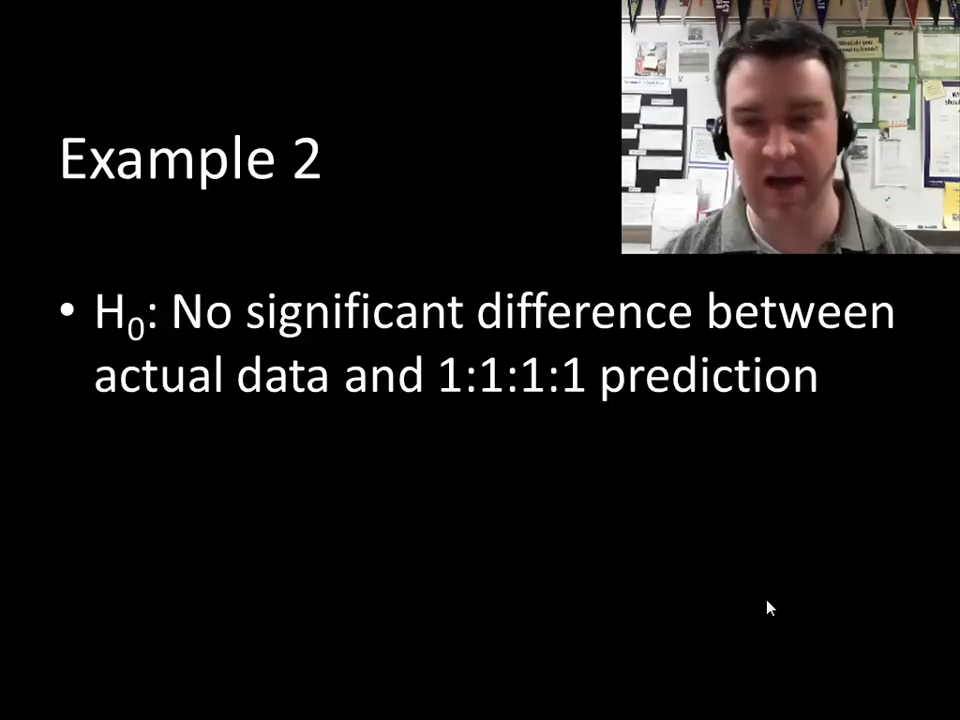 Example 2
• H₀: No significant difference between
actual data and 1:1:1:1 prediction